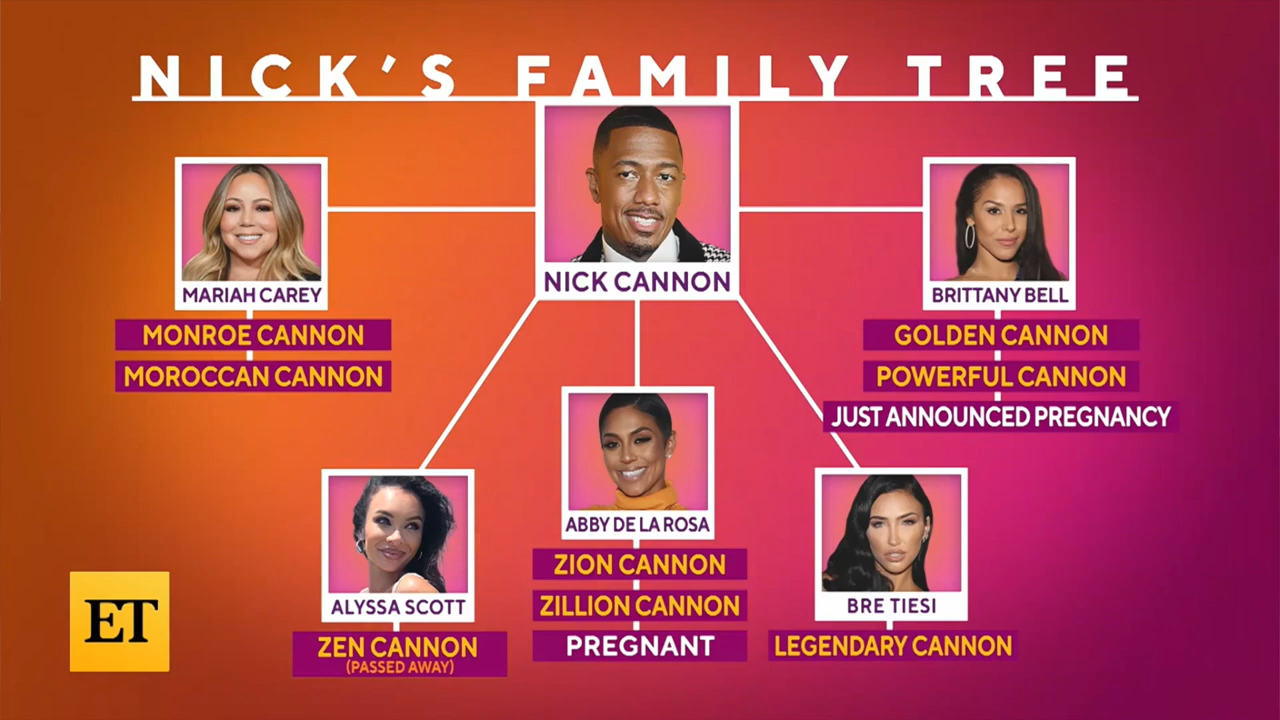 NICK'S FAMILY TREE
NICK CANNON
MARIAH CAREY
MONROE CANNON
MOROCCAN CANNON
BRITTANY BELL
GOLDEN CANNON
POWERFUL CANNON
JUST ANNOUNCED PREGNANCY
ALYSSA SCOTT
ZEN CANNON
(PASSED AWAY)
ABBY DE LA ROSA
ZION CANNON
ZILLION CANNON
PREGNANT
BRE TIESI
LEGENDARY CANNON
ET